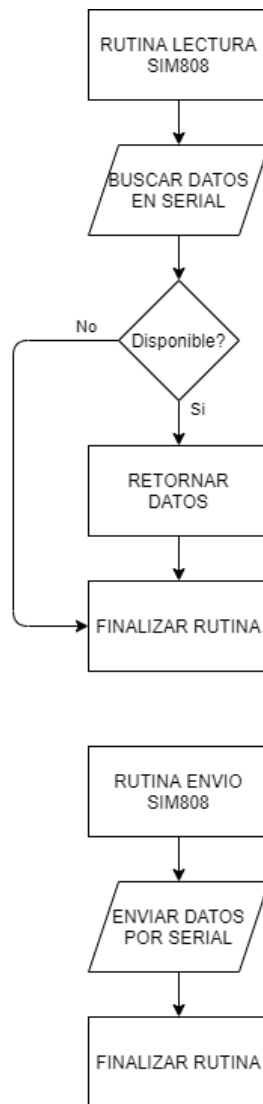 RUTINA LECTURA
SIM808
BUSCAR DATOS
EN SERIAL
Disponible?
No
Si
RETORNAR
DATOS
FINALIZAR RUTINA
RUTINA ENVIO
SIM808
ENVIAR DATOS
POR SERIAL
FINALIZAR RUTINA